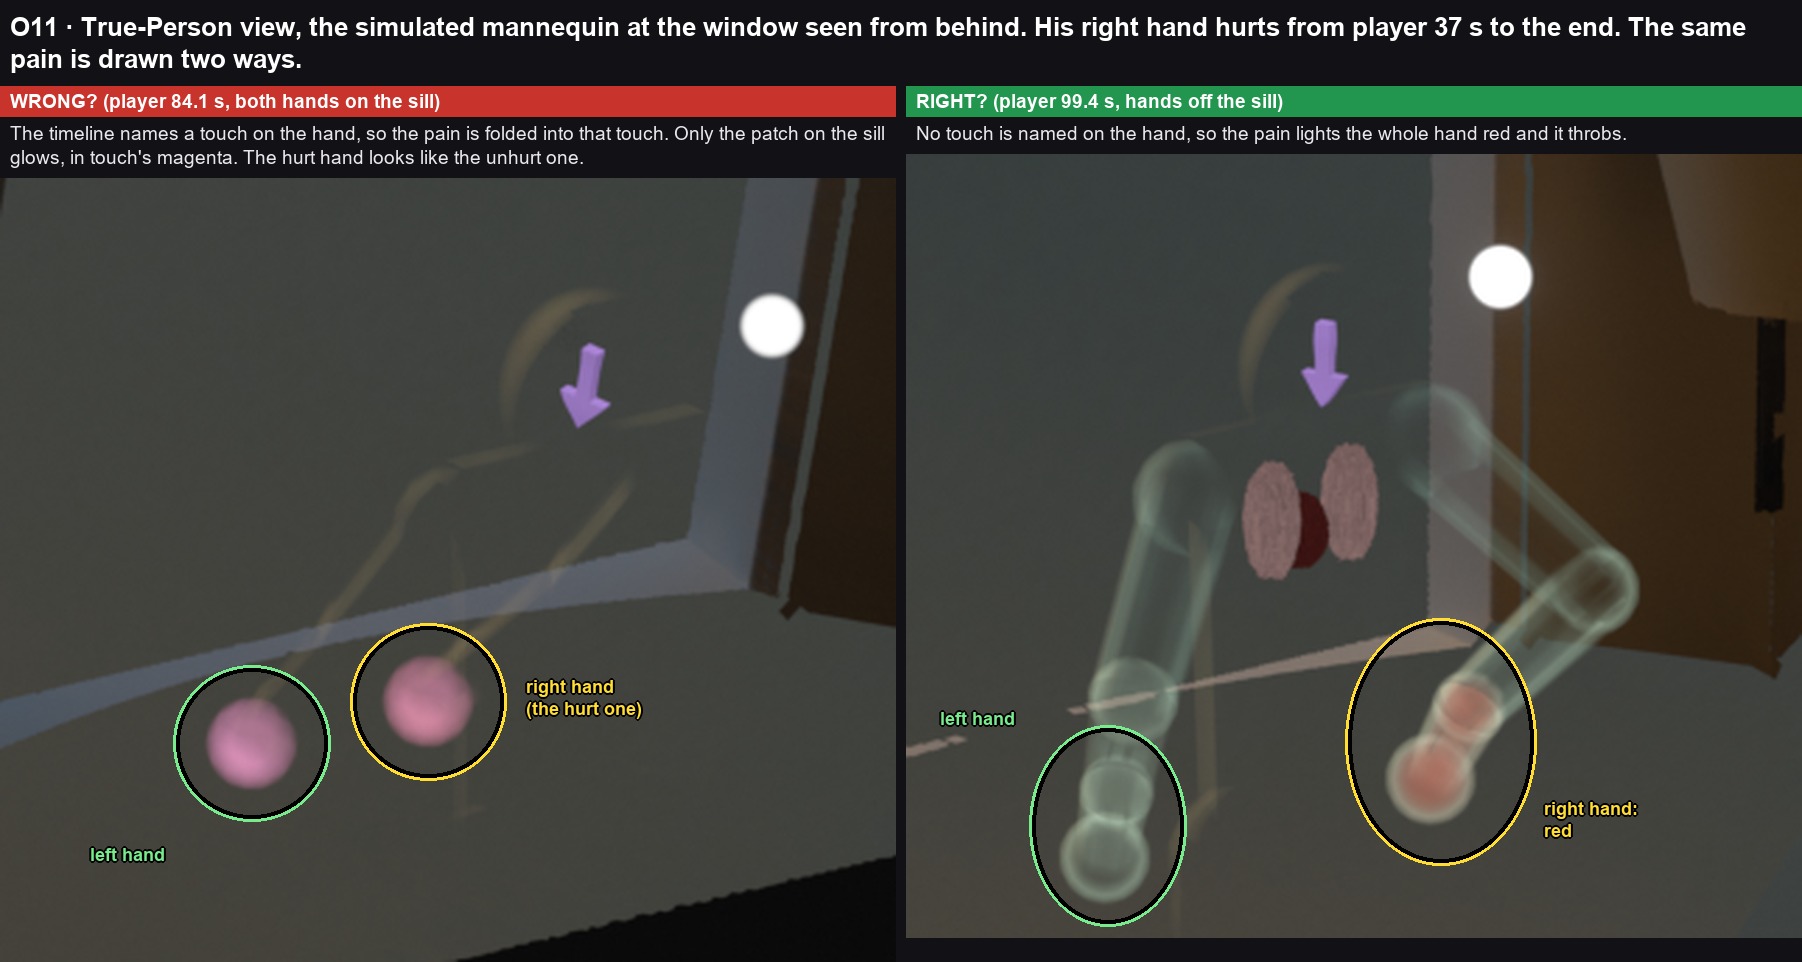 O11 · True-Person view, the simulated mannequin at the window seen from behind. His right hand hurts from player 37 s to the end. The same
pain is drawn two ways.
WRONG? (player 84.1 s, both hands on the sill)
The timeline names a touch on the hand, so the pain is folded into that touch. Only the patch on the sill
glows, in touch's magenta. The hurt hand looks like the unhurt one.
right hand
(the hurt one)
left hand
RIGHT? (player 99.4 s, hands off the sill)
No touch is named on the hand, so the pain lights the whole hand red and it throbs.
left hand
right hand:
red